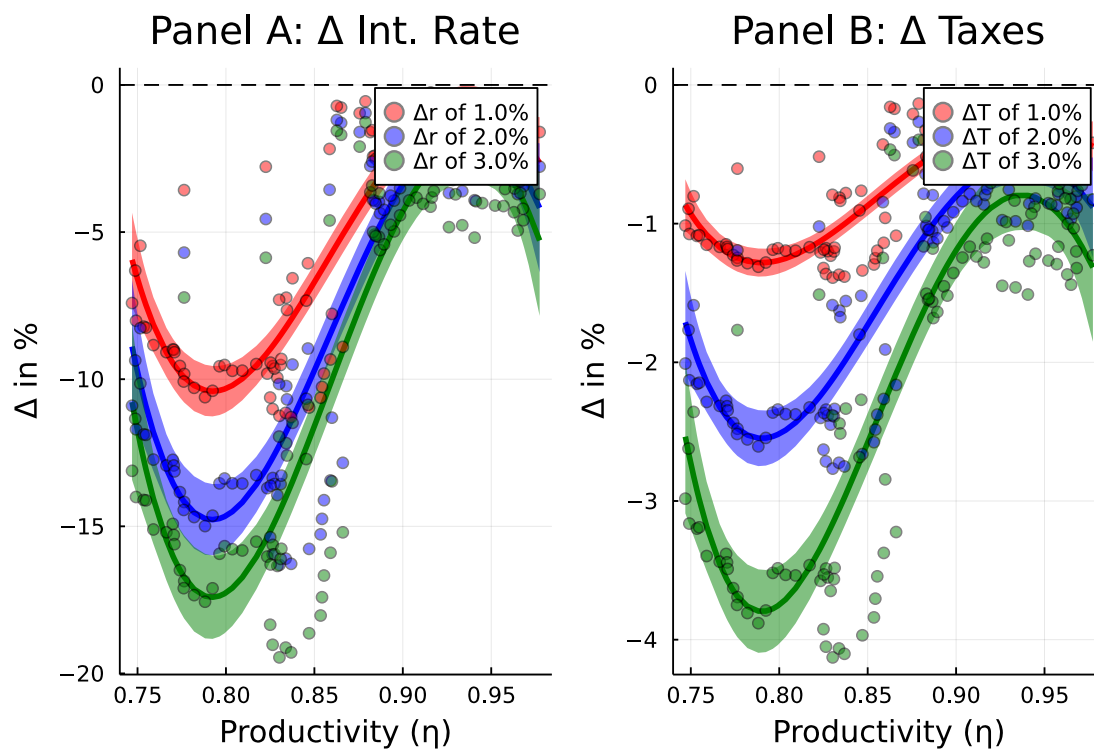 Panel A: Δ Int. Rate
0
−5
−10
−15
−20
Δ in %
0.75
0.80
0.85
0.90
0.95
Productivity (η)
Δr of 1.0%
Δr of 2.0%
Δr of 3.0%
Panel B: Δ Taxes
0
−1
−2
−3
−4
Δ in %
0.75
0.80
0.85
0.90
0.95
Productivity (η)
ΔT of 1.0%
ΔT of 2.0%
ΔT of 3.0%